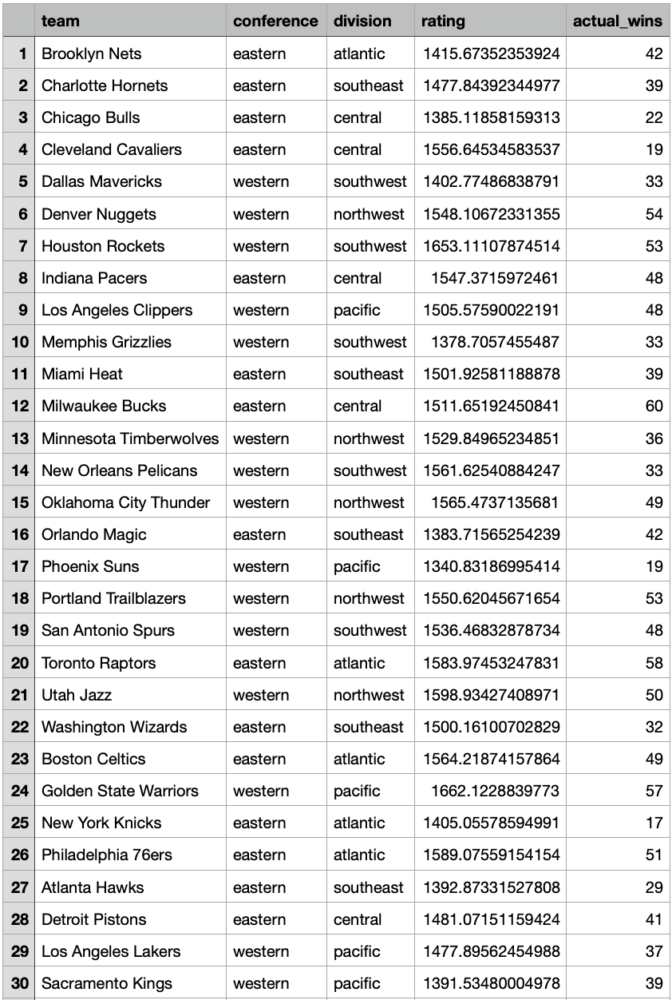 team conference division rating actual_wins
1 Brooklyn Nets eastern atlantic 1415.67352353924 42
2 Charlotte Hornets eastern southeast 1477.84392344977 39
3 Chicago Bulls eastern central 1385.11858159313 22
4 Cleveland Cavaliers eastern central 1556.64534583537 19
5 Dallas Mavericks western southwest 1402.77486838791 33
6 Denver Nuggets western northwest 1548.10672331355 54
7 Houston Rockets western southwest 1653.11107874514 53
8 Indiana Pacers eastern central 1547.3715972461 48
9 Los Angeles Clippers western pacific 1505.57590022191 48
10 Memphis Grizzlies western southwest 1378.7057455487 33
11 Miami Heat eastern southeast 1501.92581188878 39
12 Milwaukee Bucks eastern central 1511.65192450841 60
13 Minnesota Timberwolves western northwest 1529.84965234851 36
14 New Orleans Pelicans western southwest 1561.62540884247 33
15 Oklahoma City Thunder western northwest 1565.4737135681 49
16 Orlando Magic eastern southeast 1383.71565254239 42
17 Phoenix Suns western pacific 1340.83186995414 19
18 Portland Trailblazers western northwest 1550.62045671654 53
19 San Antonio Spurs western southwest 1536.46832878734 48
20 Toronto Raptors eastern atlantic 1583.97453247831 58
21 Utah Jazz western northwest 1598.93427408971 50
22 Washington Wizards eastern southeast 1500.16100702829 32
23 Boston Celtics eastern atlantic 1564.21874157864 49
24 Golden State Warriors western pacific 1662.1228839773 57
25 New York Knicks eastern atlantic 1405.05578594991 17
26 Philadelphia 76ers eastern atlantic 1589.07559154154 51
27 Atlanta Hawks eastern southeast 1392.87331527808 29
28 Detroit Pistons eastern central 1481.07151159424 41
29 Los Angeles Lakers western pacific 1477.89562454988 37
30 Sacramento Kings western pacific 1391.53480004978 39